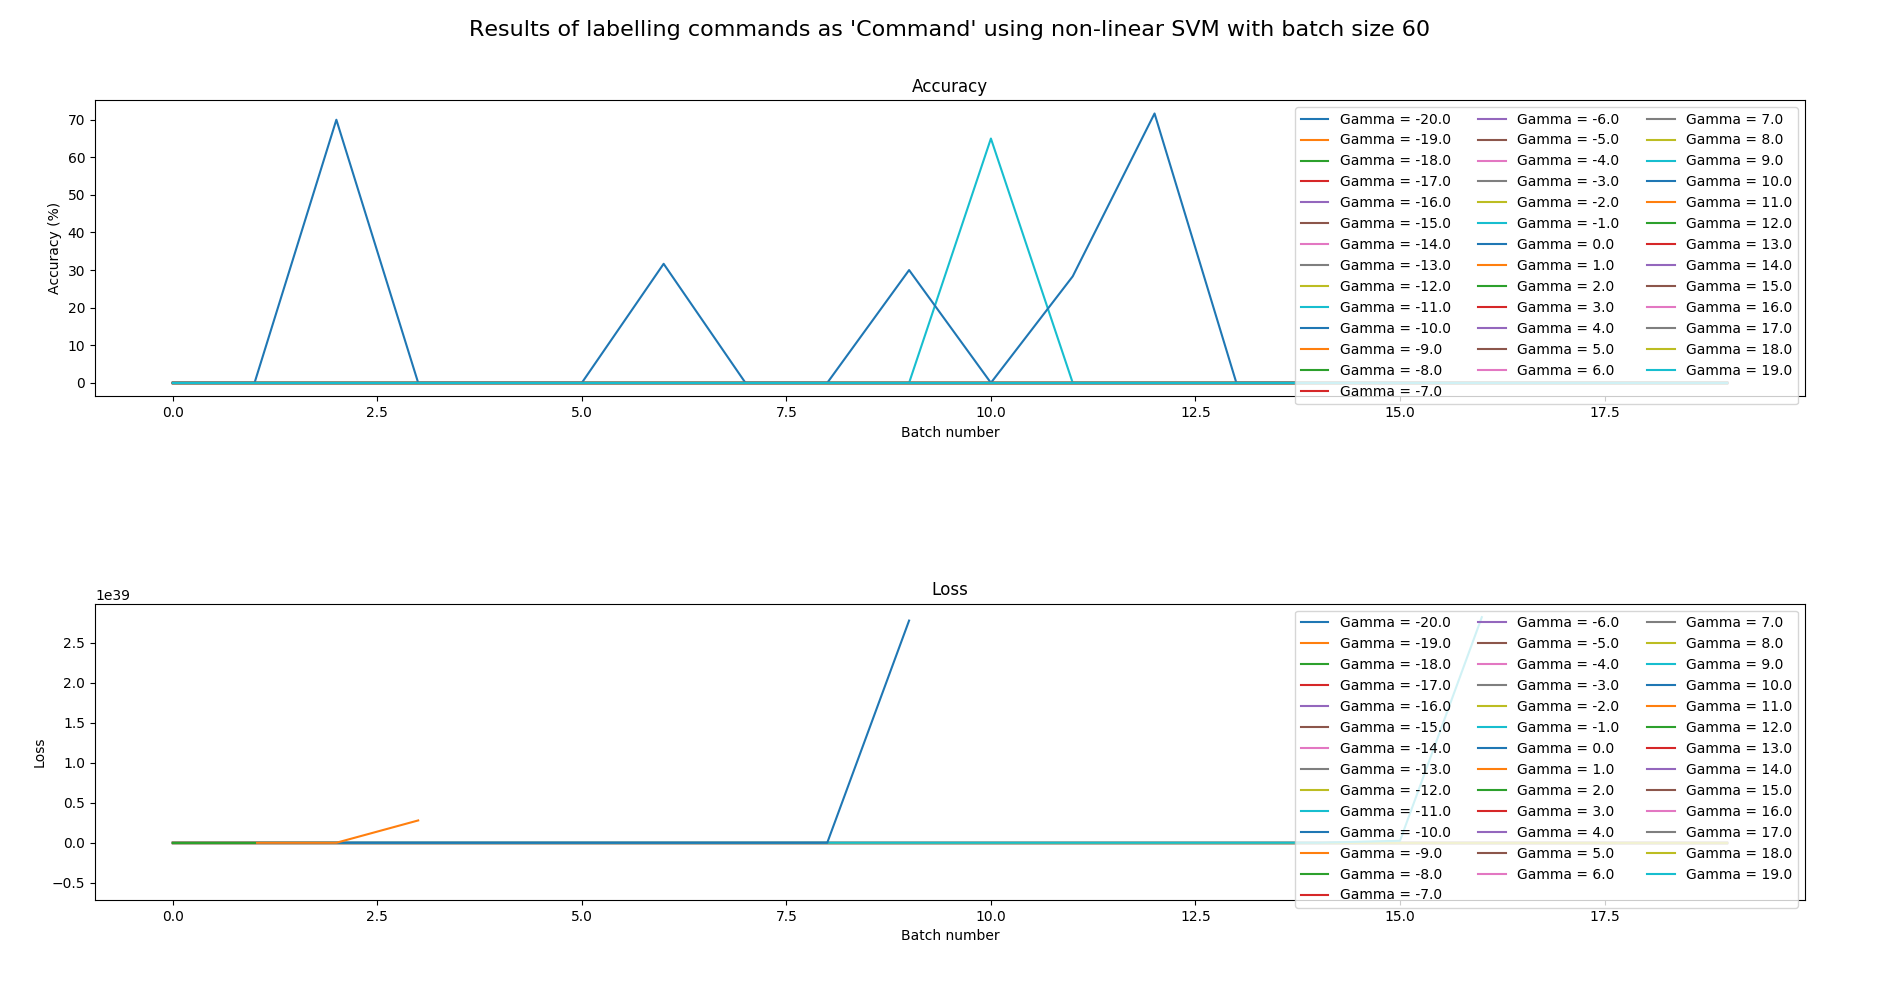 Results of labelling commands as 'Command' using non-linear SVM with batch size 60
Accuracy
Accuracy (%)
70
60
50
40
30
20
10
0
Gamma = -20.0 Gamma = -6.0 Gamma = 7.0
Gamma = -19.0 Gamma = -5.0 Gamma = 8.0
Gamma = -18.0 Gamma = -4.0 Gamma = 9.0
Gamma = -17.0 Gamma = -3.0 Gamma = 10.0
Gamma = -16.0 Gamma = -2.0 Gamma = 11.0
Gamma = -15.0 Gamma = -1.0 Gamma = 12.0
Gamma = -14.0 Gamma = 0.0 Gamma = 13.0
Gamma = -13.0 Gamma = 1.0 Gamma = 14.0
Gamma = -12.0 Gamma = 2.0 Gamma = 15.0
Gamma = -11.0 Gamma = 3.0 Gamma = 16.0
Gamma = -10.0 Gamma = 4.0 Gamma = 17.0
Gamma = -9.0 Gamma = 5.0 Gamma = 18.0
Gamma = -8.0 Gamma = 6.0 Gamma = 19.0
Gamma = -7.0
0.0 2.5 5.0 7.5 10.0 12.5 15.0 17.5
Batch number
Loss
1e39
Loss
2.5
2.0
1.5
1.0
0.5
0.0
−0.5
Gamma = -20.0 Gamma = -6.0 Gamma = 7.0
Gamma = -19.0 Gamma = -5.0 Gamma = 8.0
Gamma = -18.0 Gamma = -4.0 Gamma = 9.0
Gamma = -17.0 Gamma = -3.0 Gamma = 10.0
Gamma = -16.0 Gamma = -2.0 Gamma = 11.0
Gamma = -15.0 Gamma = -1.0 Gamma = 12.0
Gamma = -14.0 Gamma = 0.0 Gamma = 13.0
Gamma = -13.0 Gamma = 1.0 Gamma = 14.0
Gamma = -12.0 Gamma = 2.0 Gamma = 15.0
Gamma = -11.0 Gamma = 3.0 Gamma = 16.0
Gamma = -10.0 Gamma = 4.0 Gamma = 17.0
Gamma = -9.0 Gamma = 5.0 Gamma = 18.0
Gamma = -8.0 Gamma = 6.0 Gamma = 19.0
Gamma = -7.0
0.0 2.5 5.0 7.5 10.0 12.5 15.0 17.5
Batch number